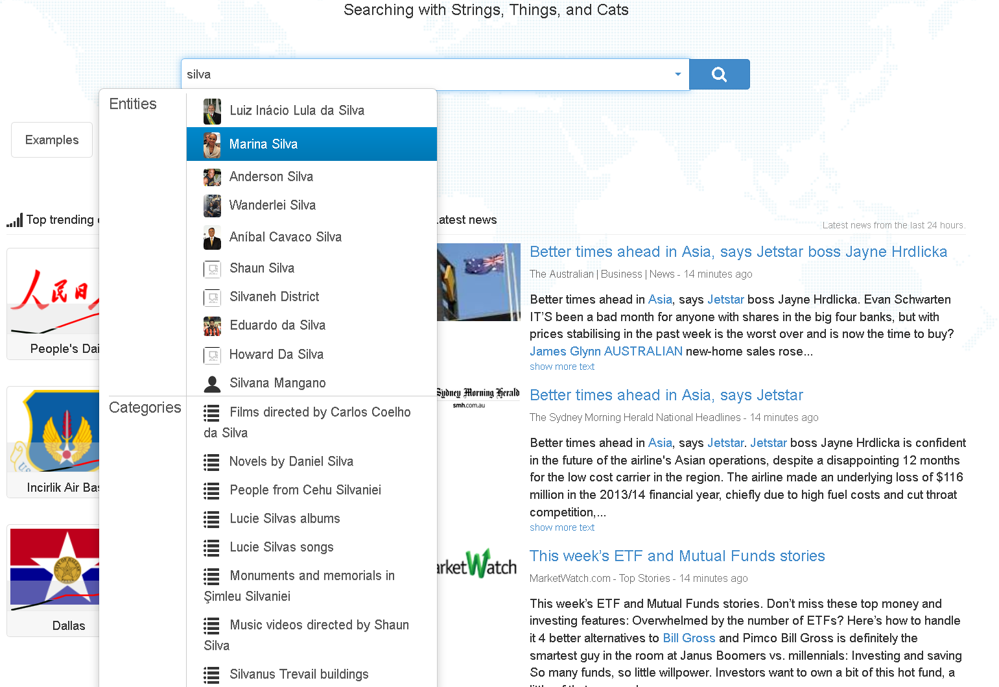 Searching with Strings, Things, and Cats
silva
Examples
Entities
Luiz Inácio Lula da Silva
Marina Silva
Anderson Silva
Wanderlei Silva
Aníbal Cavaco Silva
Shaun Silva
Silvaneh District
Eduardo da Silva
Howard Da Silva
Silvana Mangano
Categories
Films directed by Carlos Coelho
da Silva
Novels by Daniel Silva
People from Cehu Silvaniei
Lucie Silvas albums
Lucie Silvas songs
Monuments and memorials in
Şimleu Silvaniei
Music videos directed by Shaun
Silva
Silvanus Trevail buildings
Top trending
人民日
People's Dai
Incirlik Air Bas
Dallas
atest news
Latest news from the last 24 hours.
Better times ahead in Asia, says Jetstar boss Jayne Hrdlicka
The Australian | Business | News - 14 minutes ago
Better times ahead in Asia, says Jetstar boss Jayne Hrdlicka. Evan Schwarten
IT’S been a bad month for anyone with shares in the big four banks, but with
prices stabilising in the past week is the worst over and is now the time to buy?
James Glynn AUSTRALIAN new-home sales rose...
show more text
Sydney Morning Herald
smh.com.au
Better times ahead in Asia, says Jetstar
The Sydney Morning Herald National Headlines - 14 minutes ago
Better times ahead in Asia, says Jetstar. Jetstar boss Jayne Hrdlicka is confident
in the future of the airline's Asian operations, despite a disappointing 12 months
for the low cost carrier in the region. The airline made an underlying loss of $116
million in the 2013/14 financial year, chiefly due to high fuel costs and cut throat
competition,...
show more text
arketWatch
This week’s ETF and Mutual Funds stories
MarketWatch.com - Top Stories - 14 minutes ago
This week’s ETF and Mutual Funds stories. Don’t miss these top money and
investing features: Overwhelmed by the number of ETFs? Here’s how to handle
it 4 better alternatives to Bill Gross and Pimco Bill Gross is definitely the
smartest guy in the room at Janus Boomers vs. millennials: Investing and saving
So many funds, so little willpower. Investors want to own a bit of this hot fund, a